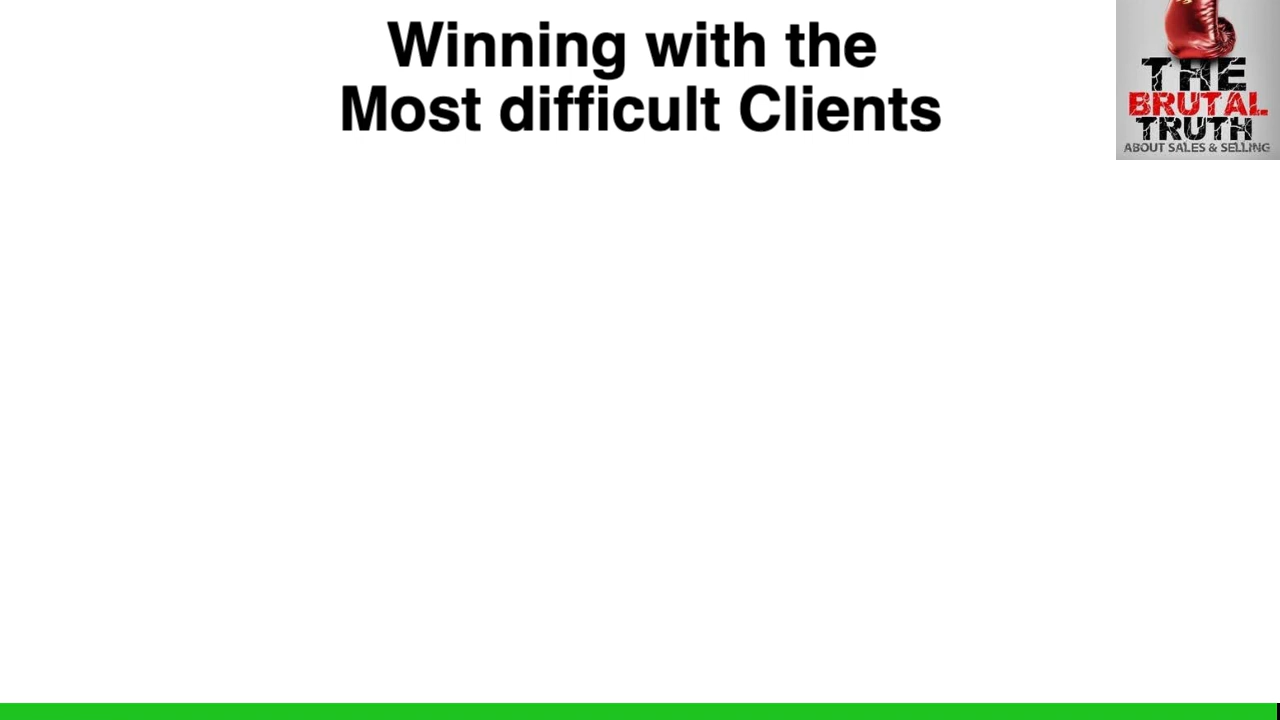 Winning with the
Most difficult Clients
THE
BRUTAL
TRUTH
ABOUT SALES & SELLING